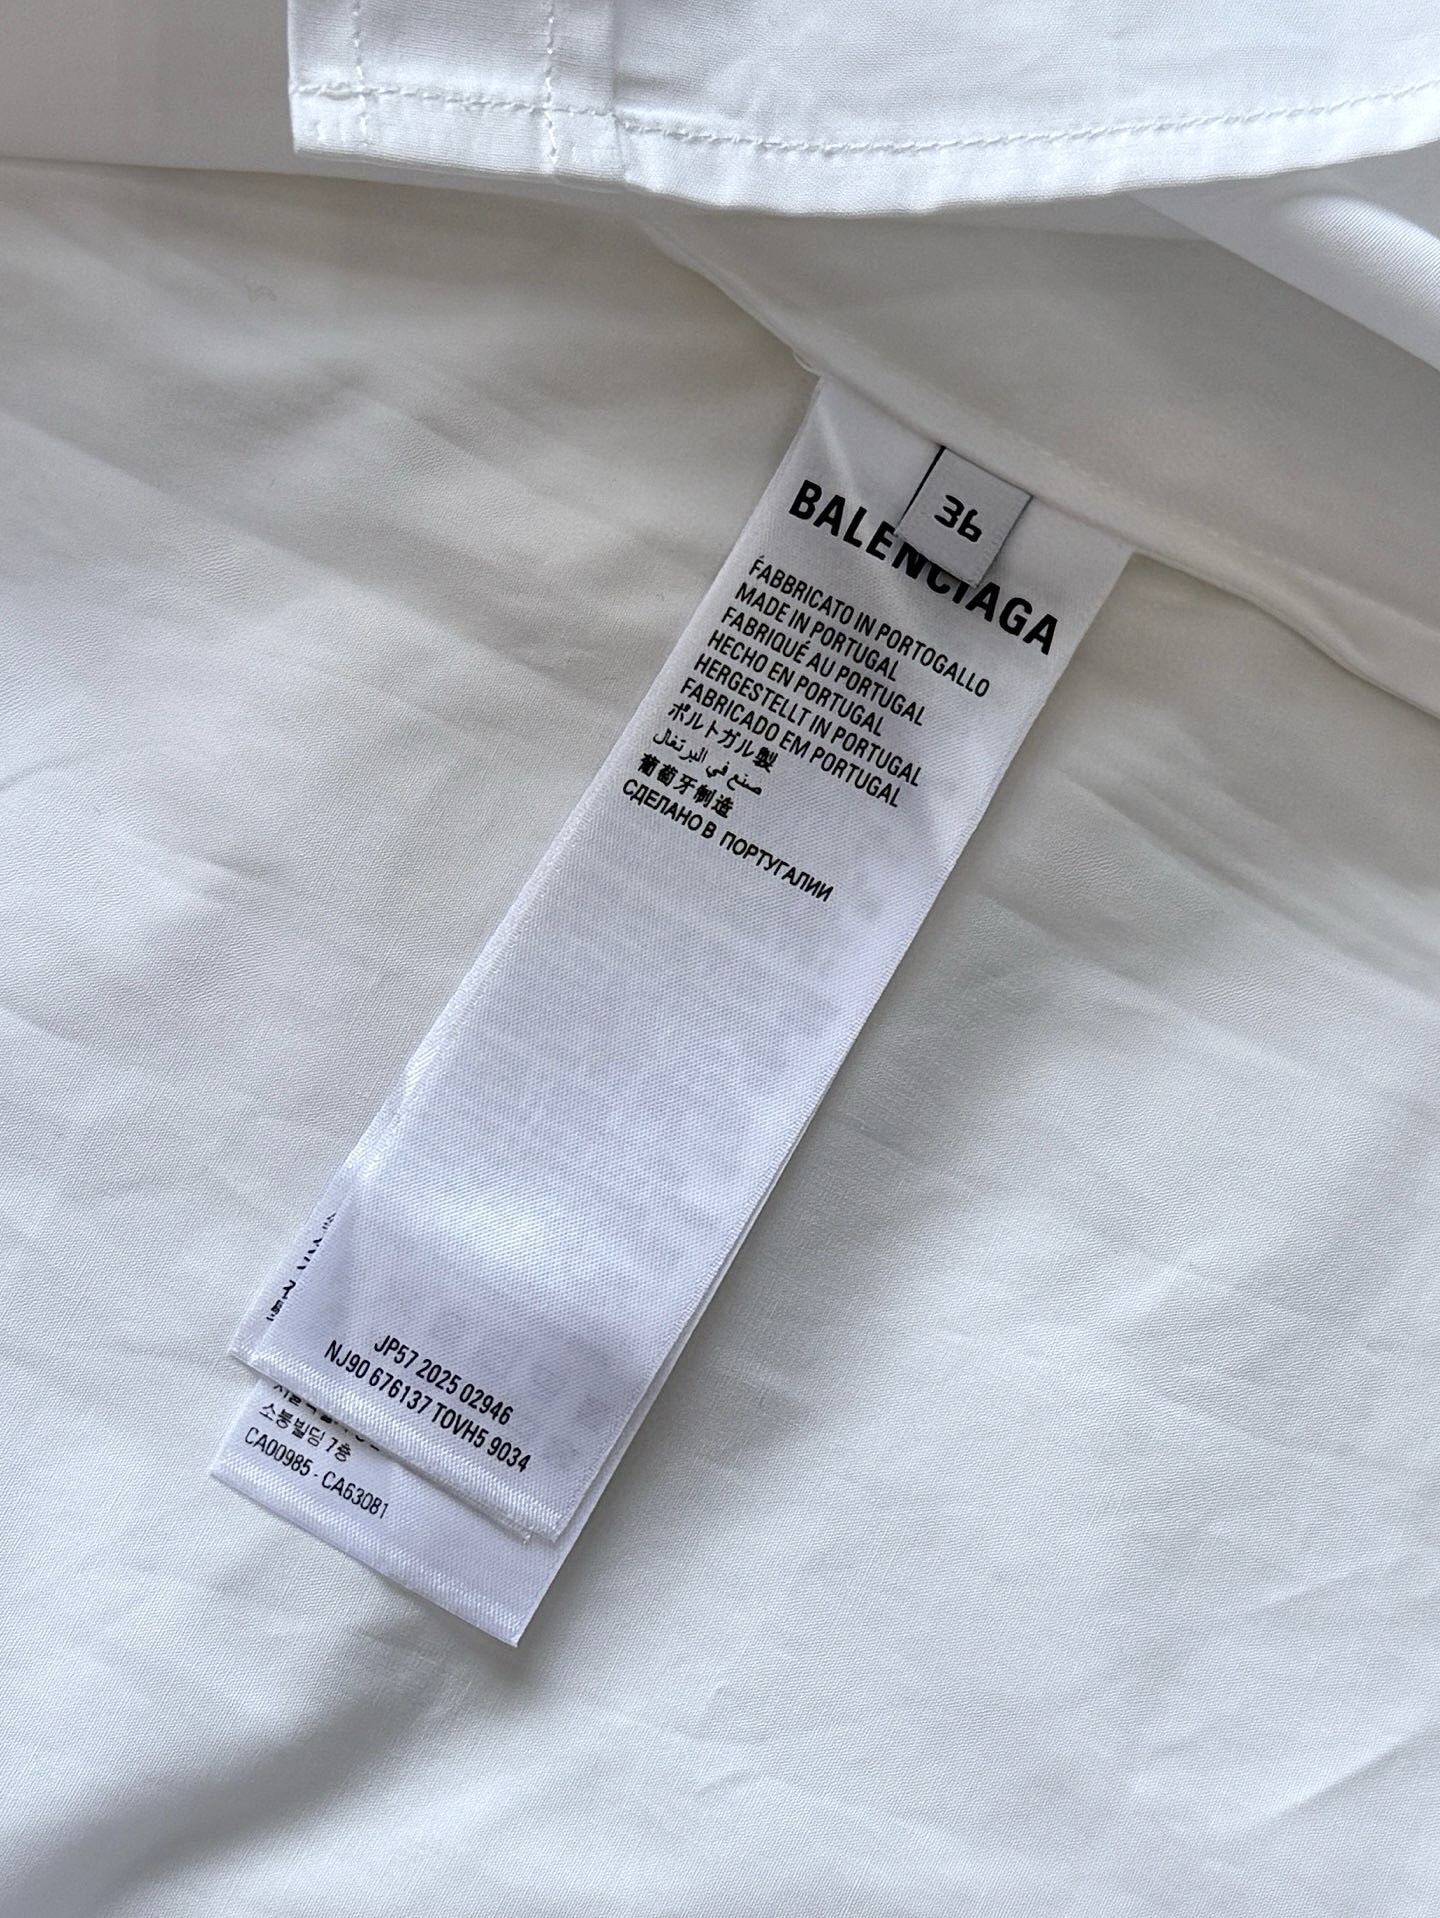 36
BALENCIAGA
FABBRICATO IN PORTOGALLO
MADE IN PORTUGAL
FABRIQUÉ AU PORTUGAL
HECHO EN PORTUGAL
HERGESTELLT IN PORTUGAL
FABRICADO EM PORTUGAL
ポルトガル製
صنع في البرتغال
葡萄牙制造
СДЕЛАНО В ПОРТУГАЛИИ
JP57 2025 02946
NJ90 676137 TOVH5 9034
소봉빌딩 7층
CA00985 - CA63081